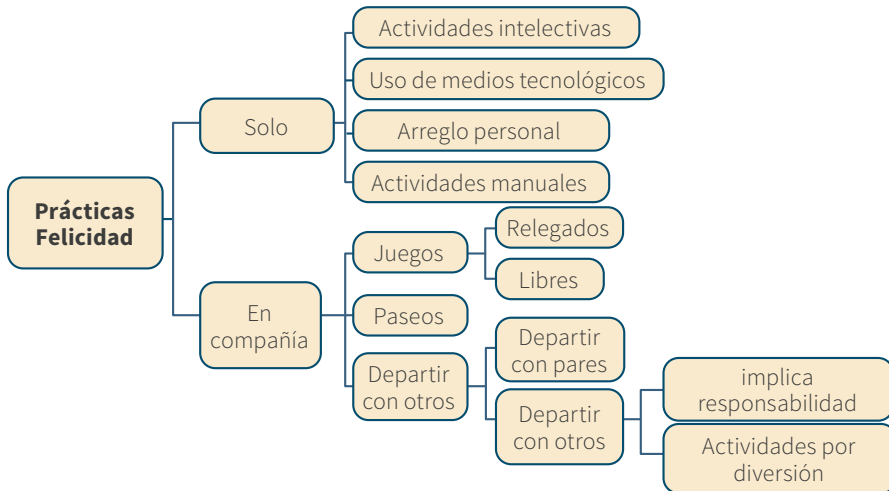 Prácticas
Felicidad
Solo
Actividades intelectivas
Uso de medios tecnológicos
Arreglo personal
Actividades manuales
En
compañía
Juegos
Relegados
Libres
Paseos
Departir
con otros
Departir
con pares
Departir
con otros
implica
responsabilidad
Actividades por
diversión